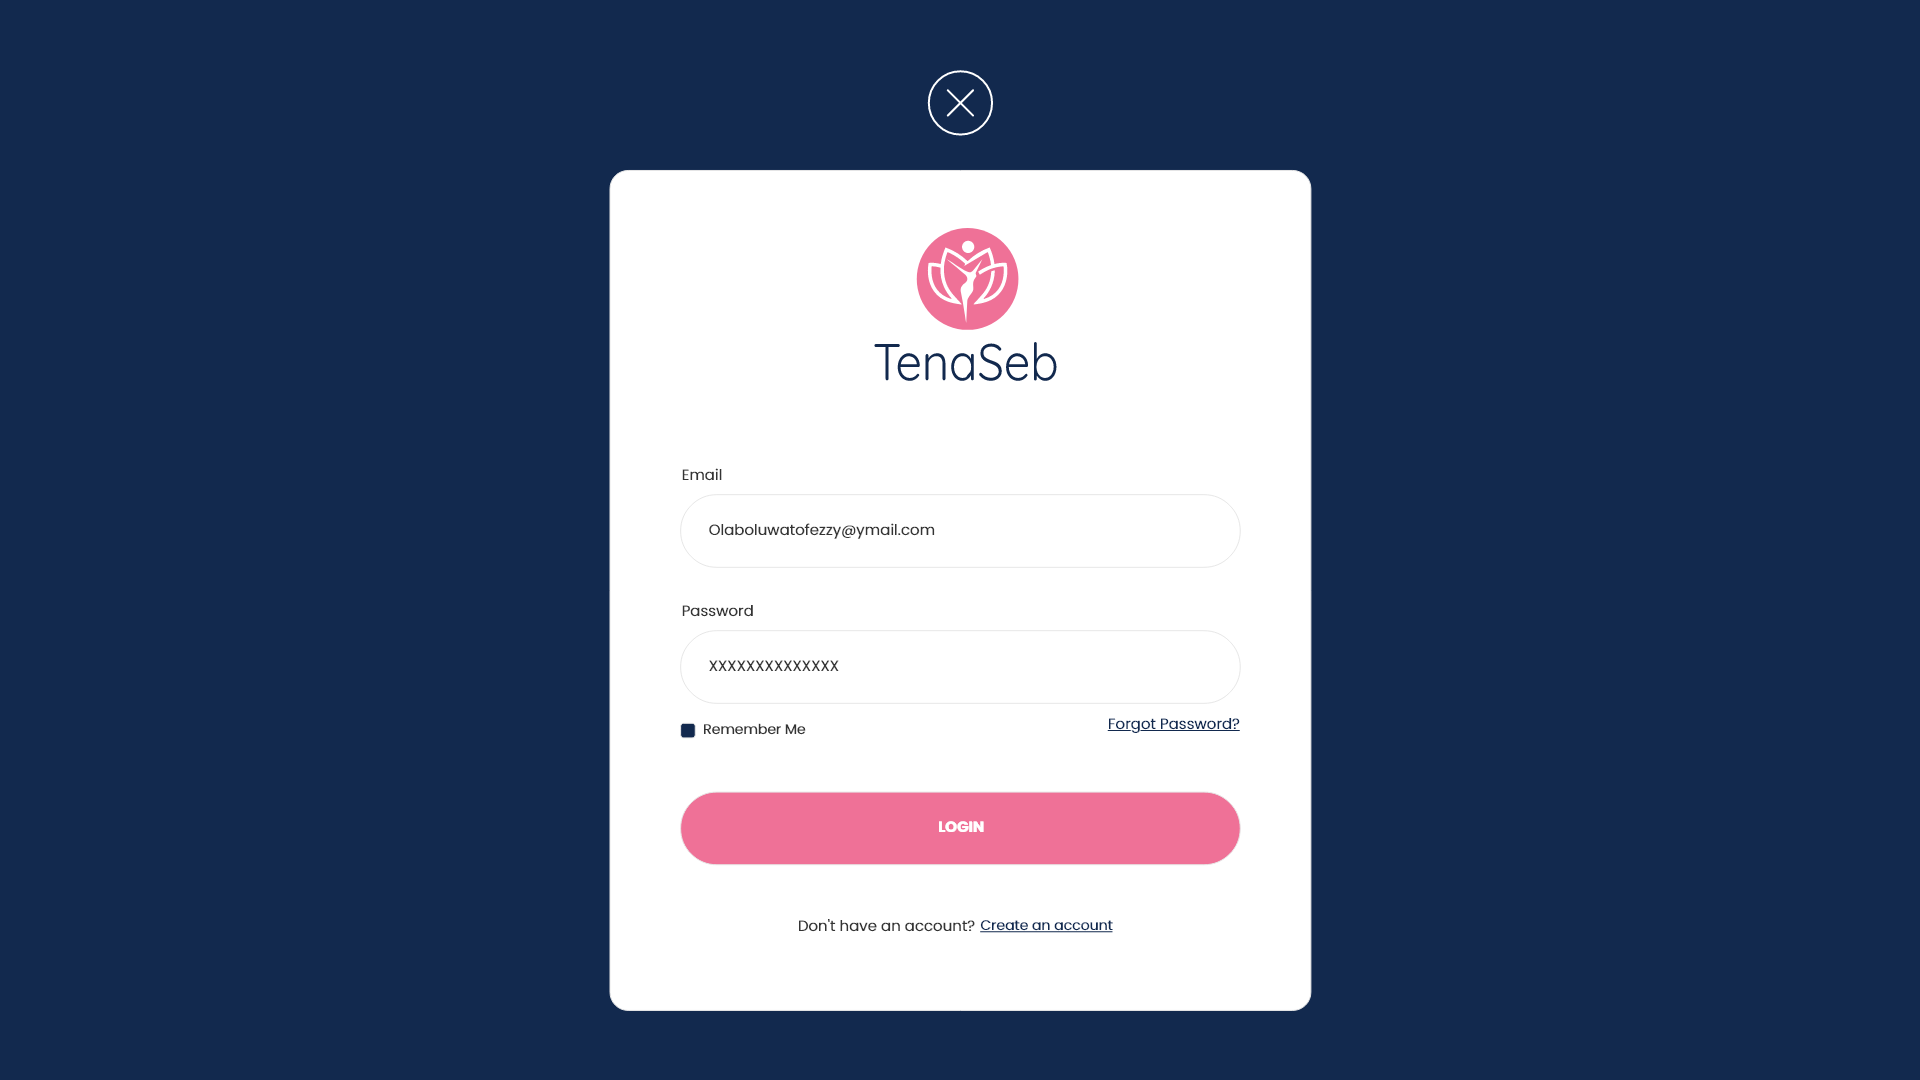 TenaSeb
Email
Olaboluwatofezzy@ymail.com
Password
XXXXXXXXXXXXXX
Remember Me
Forgot Password?
LOGIN
Don't have an account? Create an account